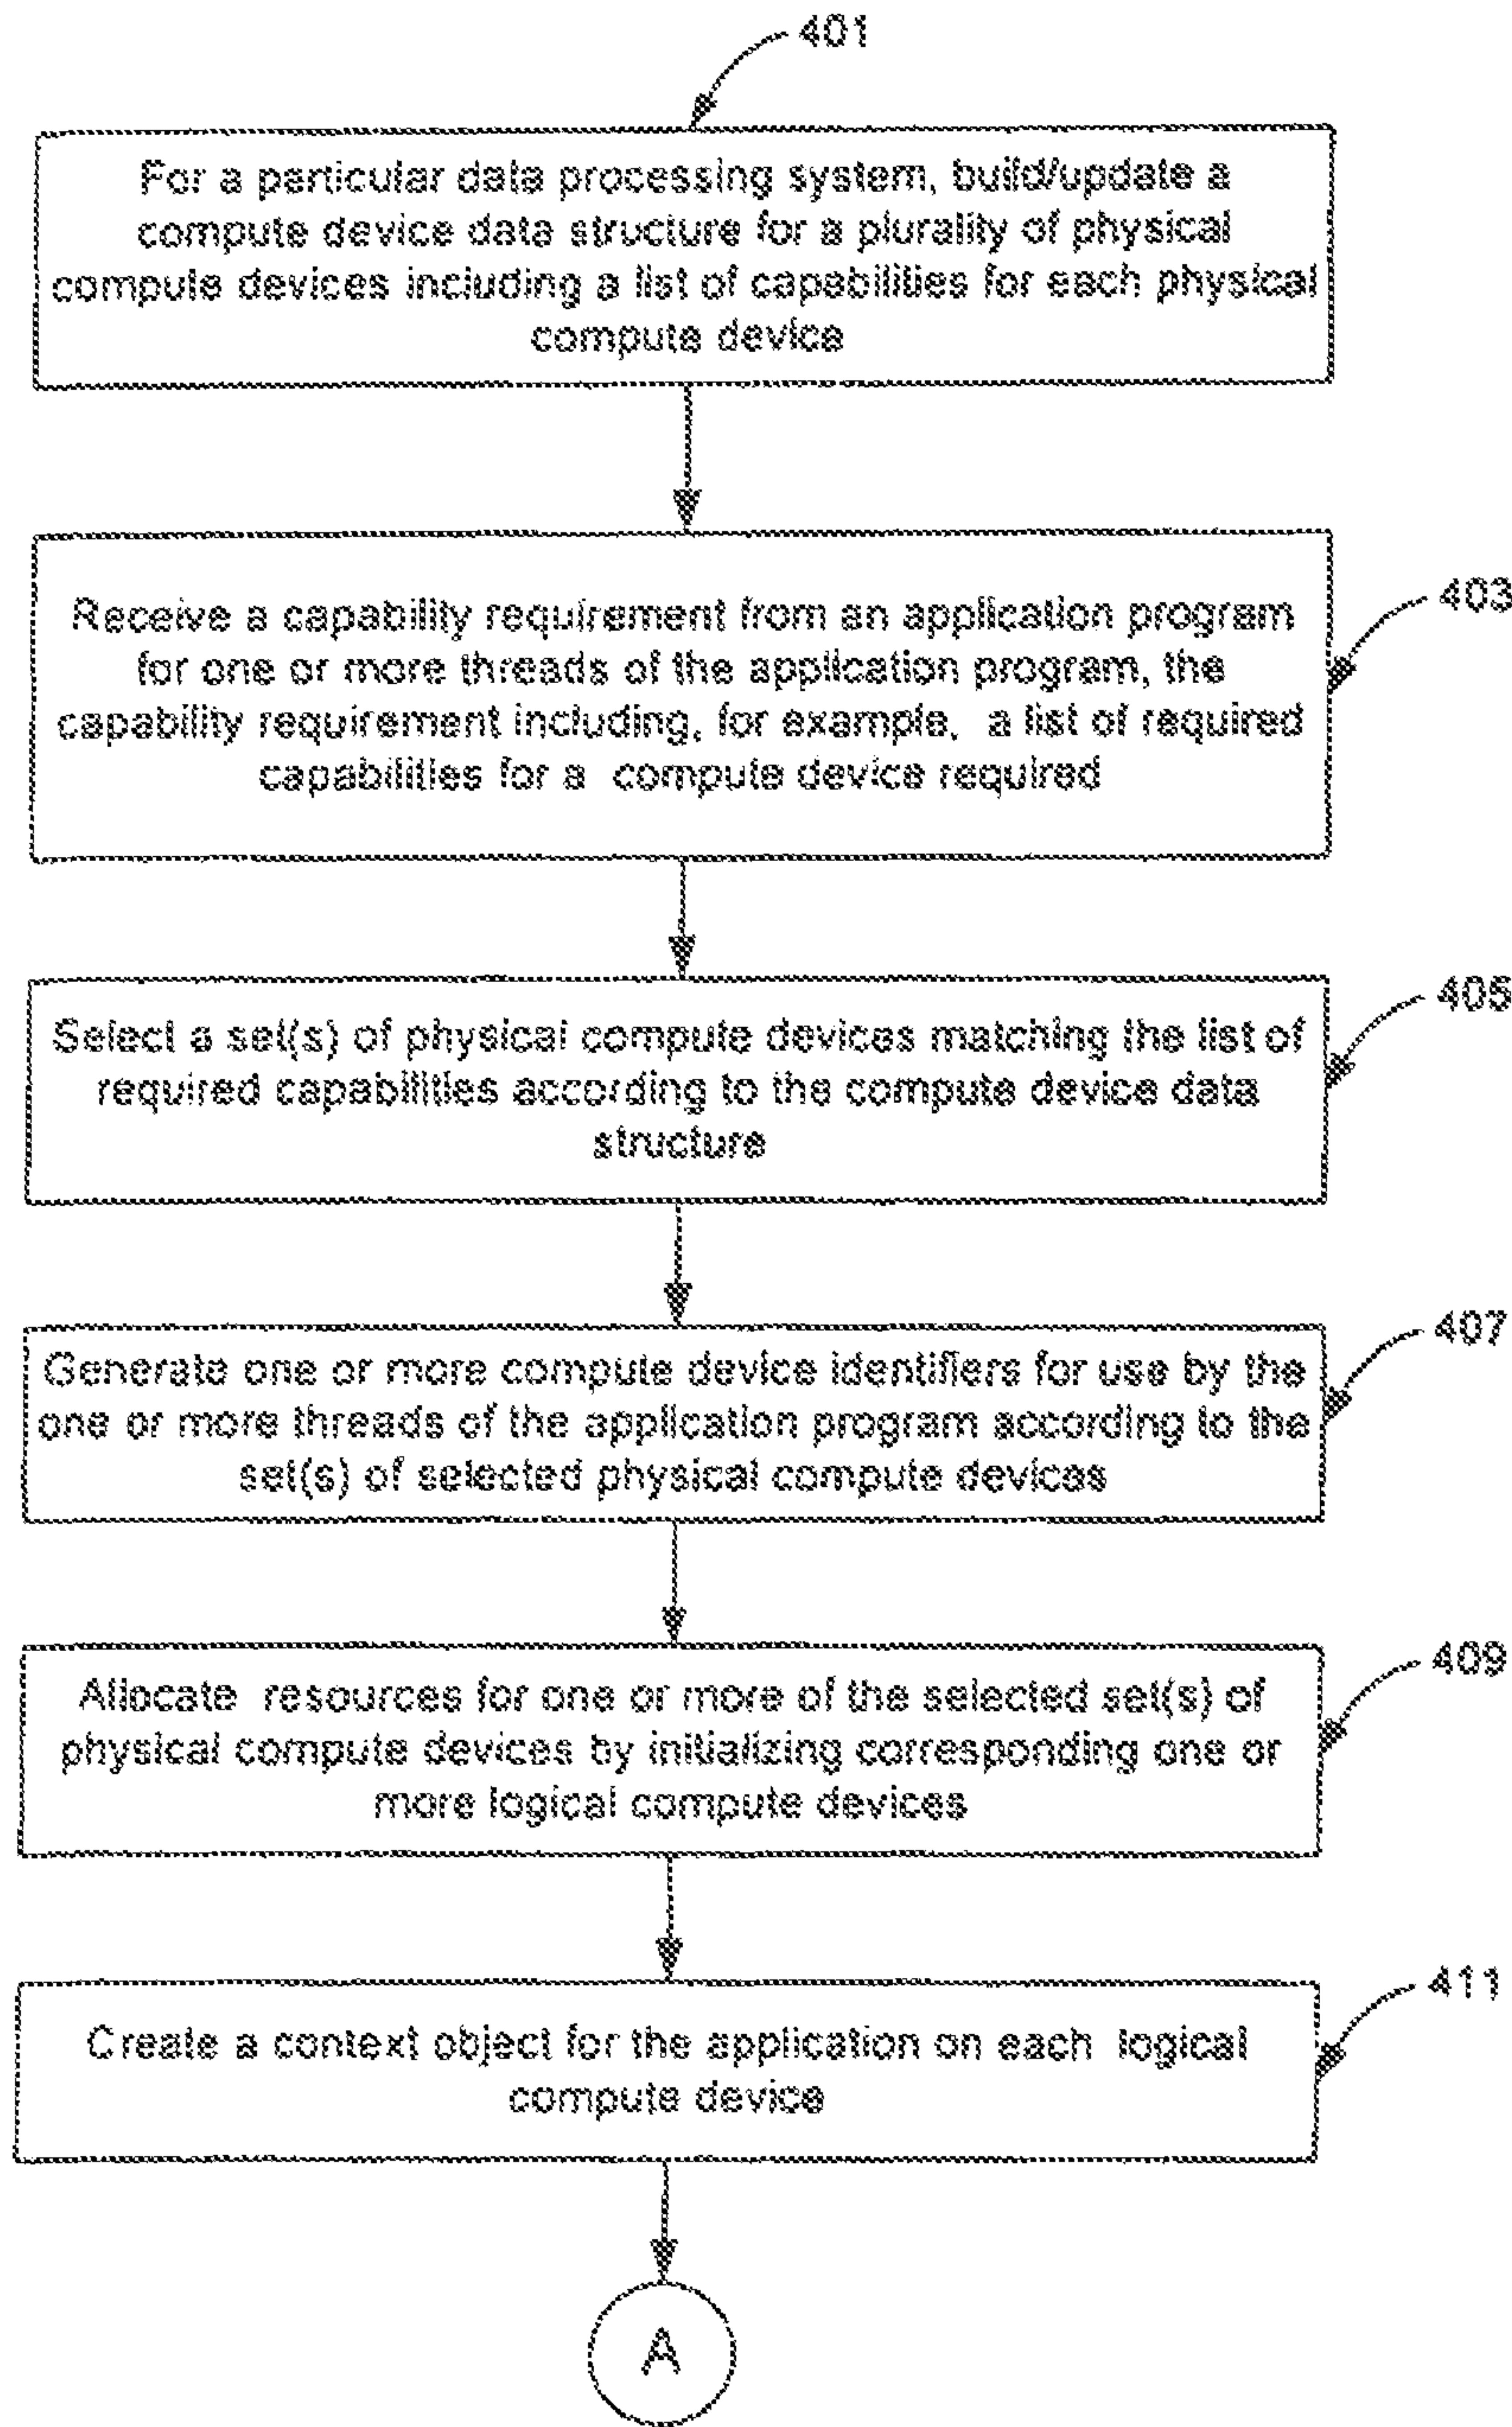 401
For a particular data processing system, build/update a
compute device data structure for a plurality of physical
compute devices including a list of capabilities for each physical
compute device
Receive a capability requirement from an application program
for one or more threads of the application program, the
capability requirement including, for example, a list of required
capabilities for a compute device required
403
Select a set(s) of physical compute devices matching the list of
required capabilities according to the compute device data
structure
405
Generate one or more compute device identifiers for use by the
one or more threads of the application program according to the
set(s) of selected physical compute devices
407
Allocate resources for one or more of the selected set(s) of
physical compute devices by initializing corresponding one or
more logical compute devices
409
Create a context object for the application on each logical
compute device
411
A